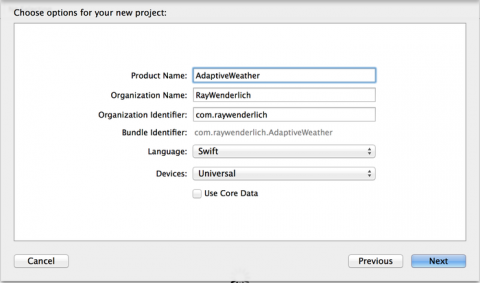 Choose options for your new project:
Product Name: AdaptiveWeather
Organization Name: RayWenderlich
Organization Identifier: com.raywenderlich
Bundle Identifier: com.raywenderlich.AdaptiveWeather
Language: Swift
Devices: Universal
Use Core Data
Cancel Previous Next